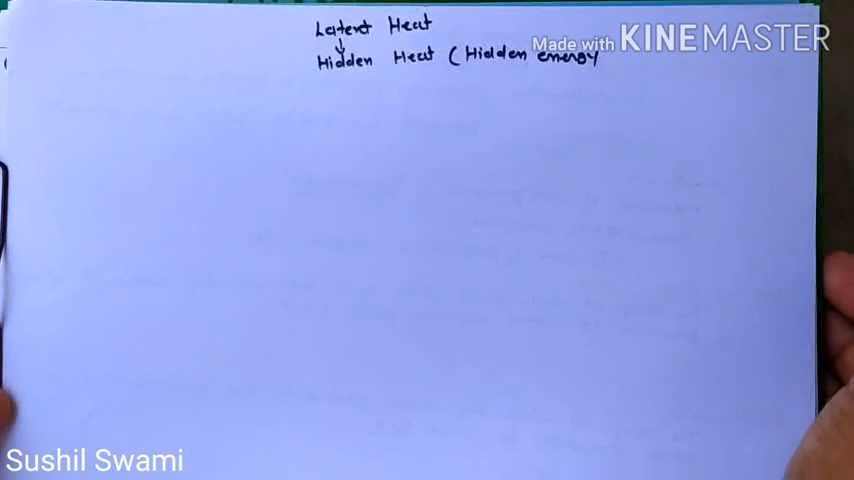 Latent Heat
Made with KINEMASTER
↓
Hidden Heat (Hidden energy
Sushil Swami